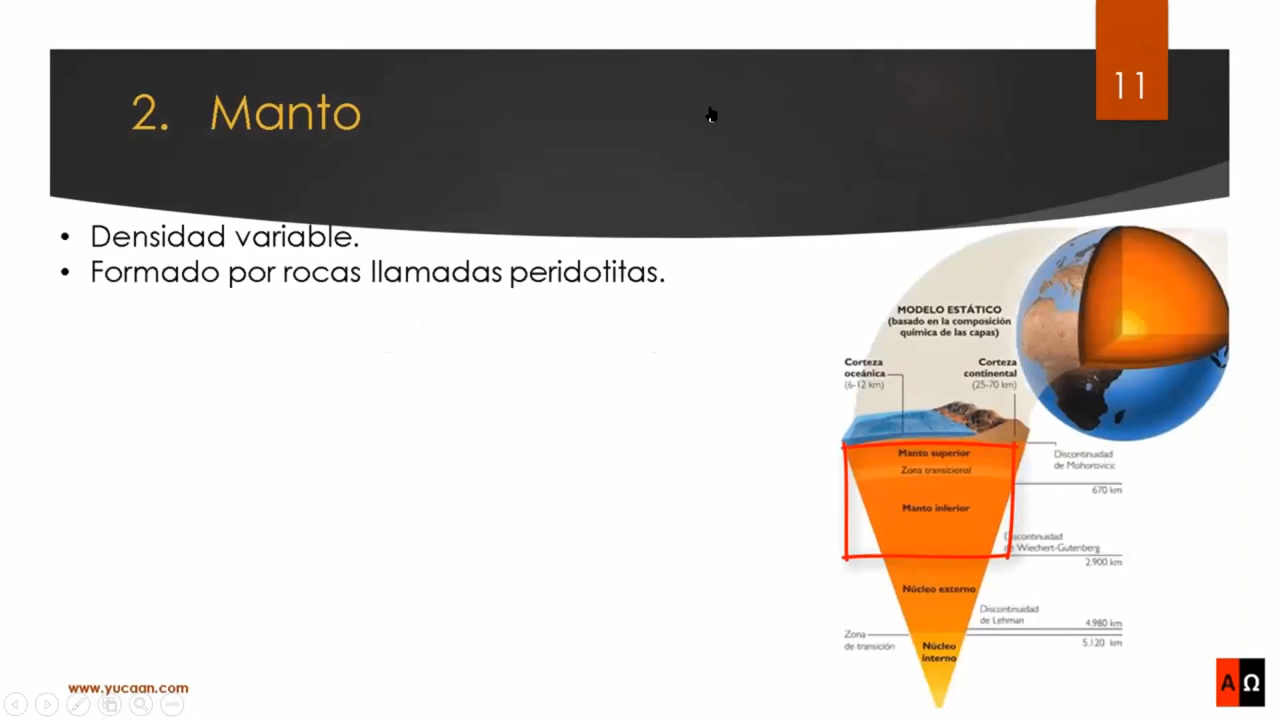 11
2. Manto
• Densidad variable.
• Formado por rocas llamadas peridotitas.
MODELO ESTÁTICO
(basado en la composición
química de las capas)
Corteza
oceánica
(6-12 km)
Corteza
continental
(25-70 km)
Manto superior
Zona transicional
Discontinuidad
de Mohorovicic
670 km
Manto inferior
Discontinuidad
de Wiechert-Gutenberg
2.900 km
Núcleo externo
Discontinuidad
de Lehman
4.980 km
Zona
de transición
5.120 km
Núcleo
interno
www.yucaan.com
A Ω